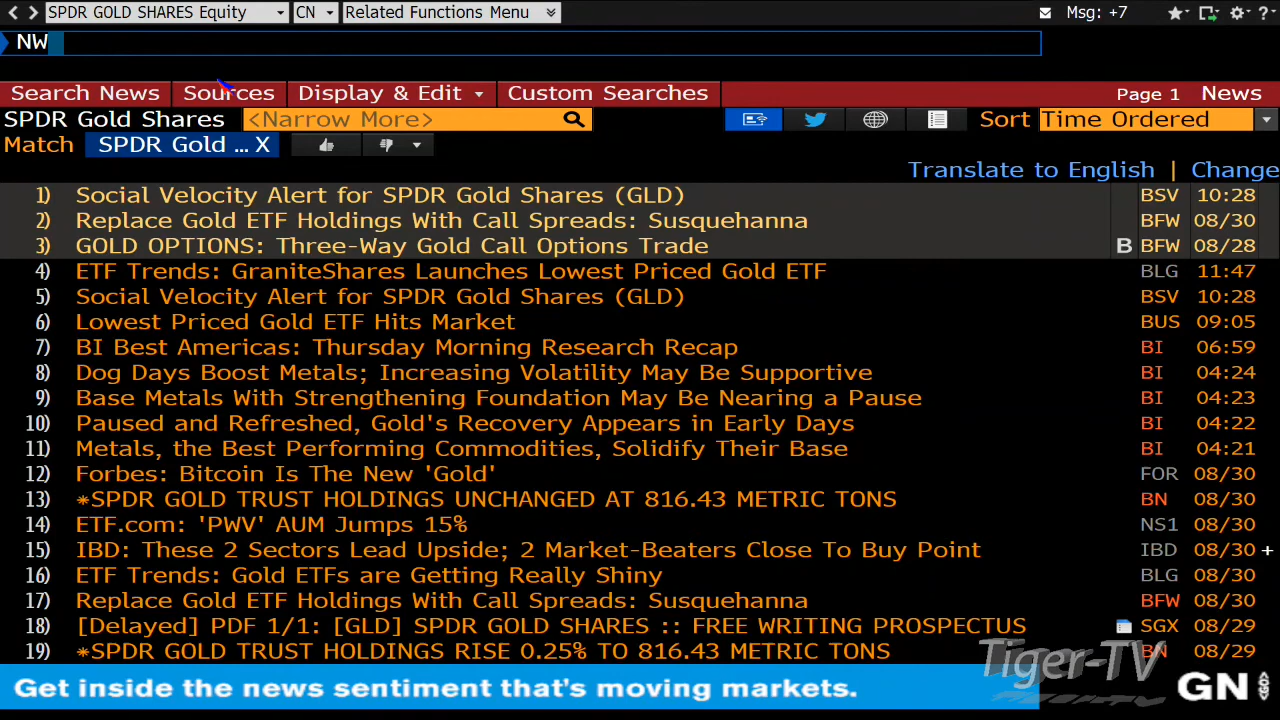 SPDR GOLD SHARES Equity CN Related Functions Menu Msg: +7 ?
NW
Search News Sources Display & Edit Custom Searches Page 1 News
SPDR Gold Shares <Narrow More> Sort Time Ordered
Match SPDR Gold ... X
Translate to English | Change
1) Social Velocity Alert for SPDR Gold Shares (GLD) BSV 10:28
2) Replace Gold ETF Holdings With Call Spreads: Susquehanna BFW 08/30
3) GOLD OPTIONS: Three-Way Gold Call Options Trade B BFW 08/28
4) ETF Trends: GraniteShares Launches Lowest Priced Gold ETF BLG 11:47
5) Social Velocity Alert for SPDR Gold Shares (GLD) BSV 10:28
6) Lowest Priced Gold ETF Hits Market BUS 09:05
7) BI Best Americas: Thursday Morning Research Recap BI 06:59
8) Dog Days Boost Metals; Increasing Volatility May Be Supportive BI 04:24
9) Base Metals With Strengthening Foundation May Be Nearing a Pause BI 04:23
10) Paused and Refreshed, Gold's Recovery Appears in Early Days BI 04:22
11) Metals, the Best Performing Commodities, Solidify Their Base BI 04:21
12) Forbes: Bitcoin Is The New 'Gold' FOR 08/30
13) *SPDR GOLD TRUST HOLDINGS UNCHANGED AT 816.43 METRIC TONS BN 08/30
14) ETF.com: 'PWV' AUM Jumps 15% NS1 08/30
15) IBD: These 2 Sectors Lead Upside; 2 Market-Beaters Close To Buy Point IBD 08/30 +
16) ETF Trends: Gold ETFs are Getting Really Shiny BLG 08/30
17) Replace Gold ETF Holdings With Call Spreads: Susquehanna BFW 08/30
18) [Delayed] PDF 1/1: [GLD] SPDR GOLD SHARES :: FREE WRITING PROSPECTUS SGX 08/29
19) *SPDR GOLD TRUST HOLDINGS RISE 0.25% TO 816.43 METRIC TONS BN 08/29
Tiger-TV
Get inside the news sentiment that's moving markets. GN <GO>